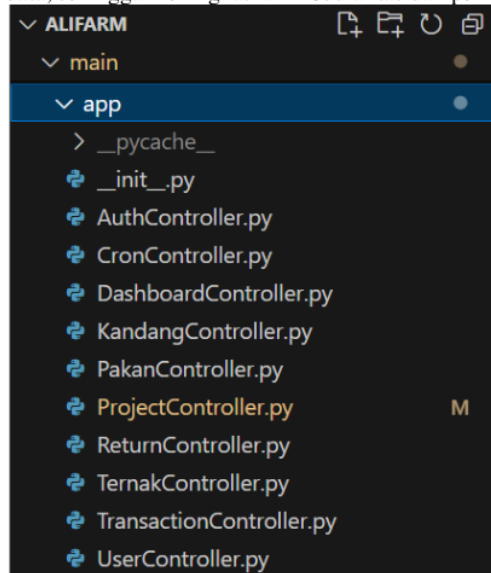 ALIFARM
main
app
__pycache__
__init__.py
AuthController.py
CronController.py
DashboardController.py
KandangController.py
PakanController.py
ProjectController.py M
ReturnController.py
TernakController.py
TransactionController.py
UserController.py